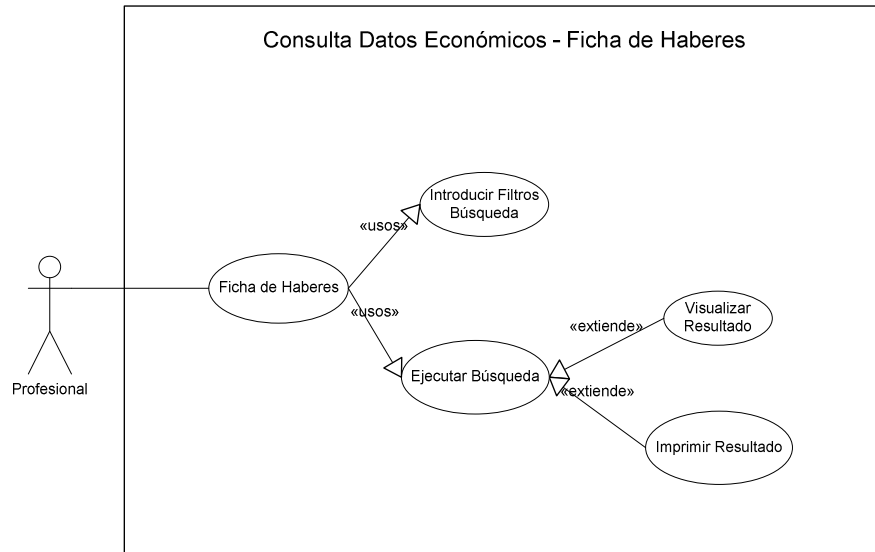 Consulta Datos Económicos - Ficha de Haberes
Introducir Filtros
Búsqueda
«usos»
Ficha de Haberes
«usos»
Visualizar
Resultado
«extiende»
Ejecutar Búsqueda
«extiende»
Profesional
Imprimir Resultado